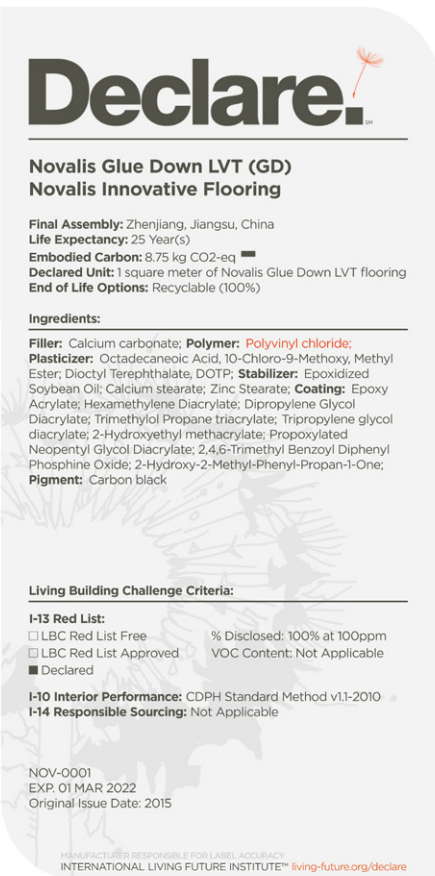 Declare.
SM
Novalis Glue Down LVT (GD)
Novalis Innovative Flooring
Final Assembly: Zhenjiang, Jiangsu, China
Life Expectancy: 25 Year(s)
Embodied Carbon: 8.75 kg CO2-eq
Declared Unit: 1 square meter of Novalis Glue Down LVT flooring
End of Life Options: Recyclable (100%)
Ingredients:
Filler: Calcium carbonate; Polymer: Polyvinyl chloride;
Plasticizer: Octadecaneoic Acid, 10-Chloro-9-Methoxy, Methyl
Ester; Dioctyl Terephthalate, DOTP; Stabilizer: Epoxidized
Soybean Oil; Calcium stearate; Zinc Stearate; Coating: Epoxy
Acrylate; Hexamethylene Diacrylate; Dipropylene Glycol
Diacrylate; Trimethylol Propane triacrylate; Tripropylene glycol
diacrylate; 2-Hydroxyethyl methacrylate; Propoxylated
Neopentyl Glycol Diacrylate; 2,4,6-Trimethyl Benzoyl Diphenyl
Phosphine Oxide; 2-Hydroxy-2-Methyl-Phenyl-Propan-1-One;
Pigment: Carbon black
Living Building Challenge Criteria:
I-13 Red List:
LBC Red List Free % Disclosed: 100% at 100ppm
LBC Red List Approved VOC Content: Not Applicable
Declared
I-10 Interior Performance: CDPH Standard Method v1.1-2010
I-14 Responsible Sourcing: Not Applicable
NOV-0001
EXP. 01 MAR 2022
Original Issue Date: 2015
MANUFACTURER RESPONSIBLE FOR LABEL ACCURACY
INTERNATIONAL LIVING FUTURE INSTITUTE™ living-future.org/declare